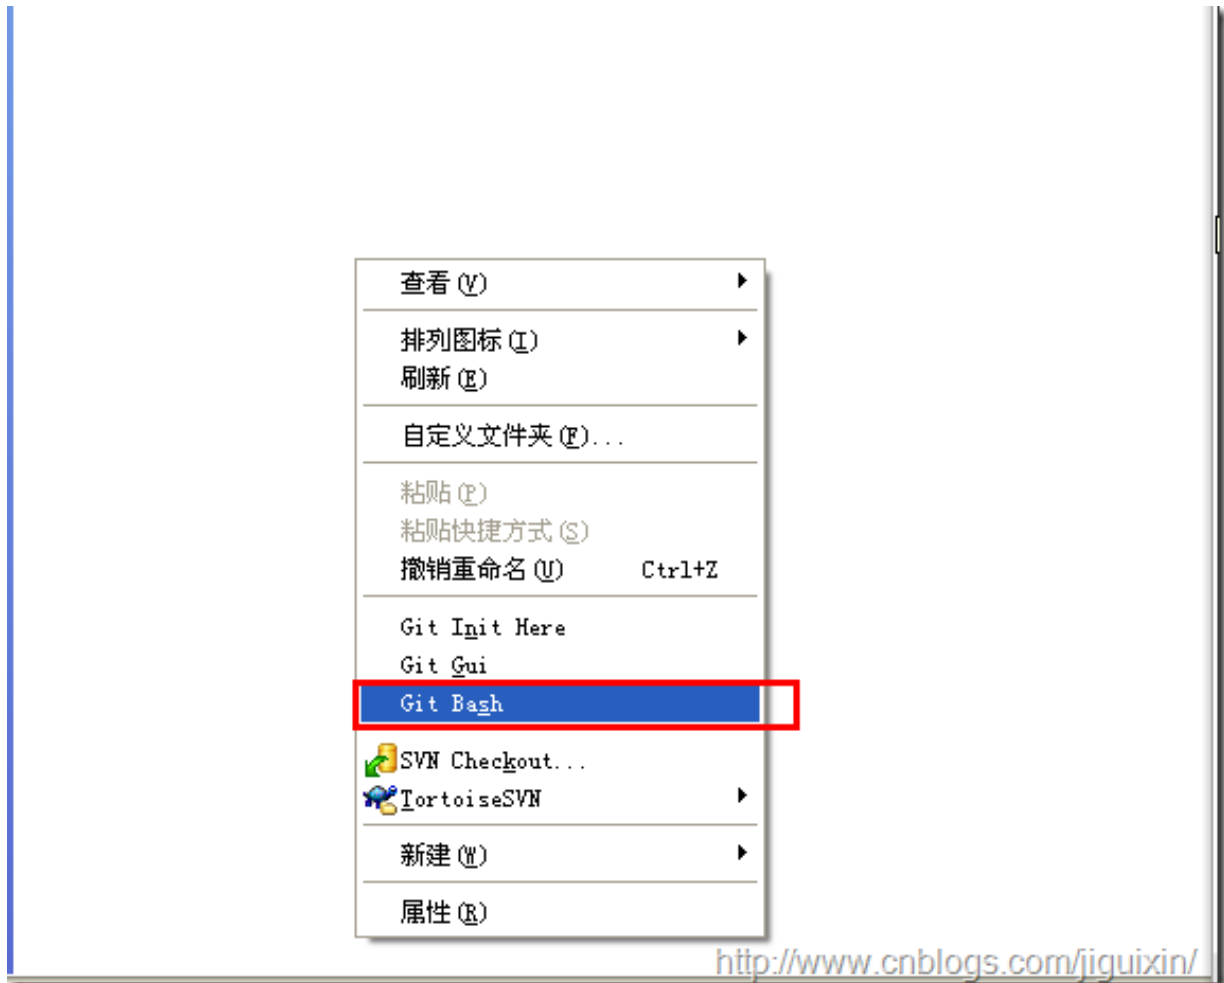 查看(V)
排列图标(I)
刷新(E)
自定义文件夹(F)...
粘贴(P)
粘贴快捷方式(S)
撤销重命名(U) Ctrl+Z
Git Init Here
Git Gui
Git Bash
SVN Checkout...
TortoiseSVN
新建(W)
属性(R)
http://www.cnblogs.com/jiguixin/